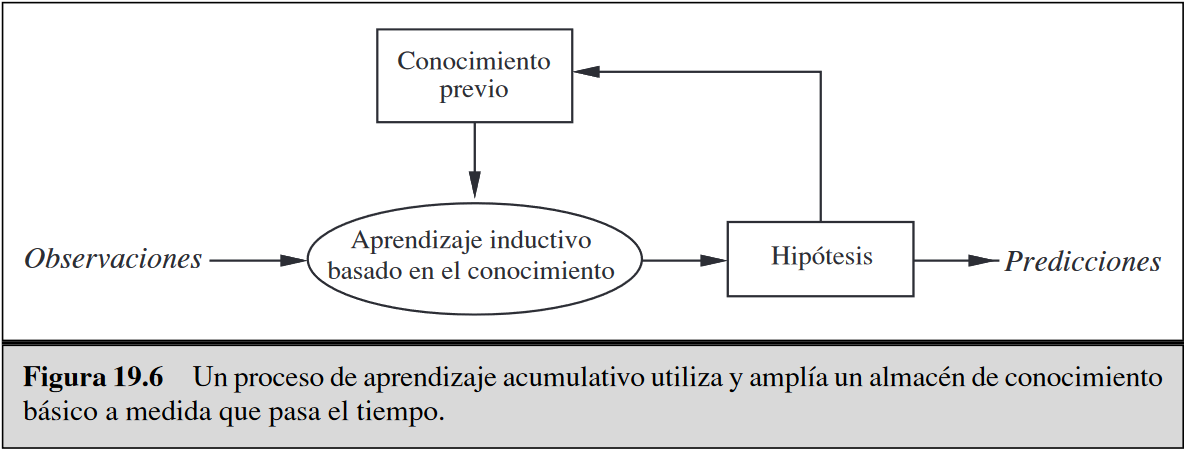 Conocimiento
previo
Observaciones
Aprendizaje inductivo
basado en el conocimiento
Hipótesis
Predicciones
Figura 19.6 Un proceso de aprendizaje acumulativo utiliza y amplía un almacén de conocimiento
básico a medida que pasa el tiempo.